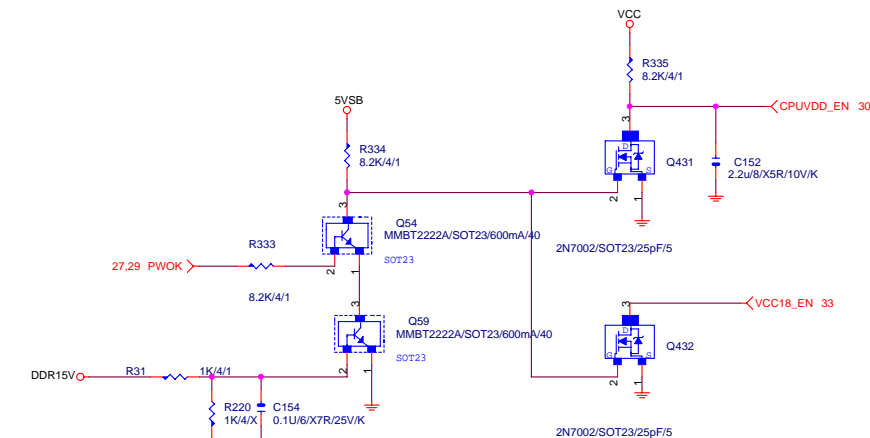 VCC
R335
8.2K/4/1
CPUVDD_EN 30
5VSB
3
R334
8.2K/4/1
D
G
S
Q431
C152
2.2u/8/X5R/10V/K
2
1
3
Q54
MMBT2222A/SOT23/600mA/40
SOT23
2N7002/SOT23/25pF/5
R333
27,29 PWOK
8.2K/4/1
2
1
3
VCC18_EN 33
3
Q59
MMBT2222A/SOT23/600mA/40
SOT23
D
G
S
Q432
DDR15V
R31
1K/4/1
2
1
2
1
R220
1K/4/X
C154
0.1U/6/X7R/25V/K
2N7002/SOT23/25pF/5